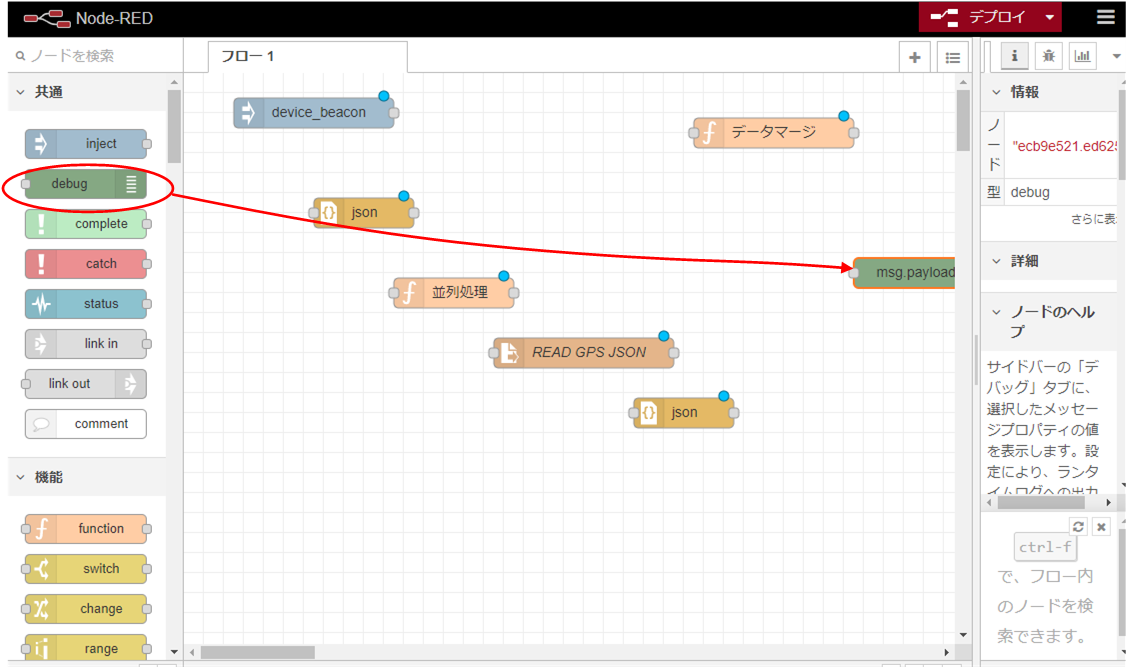 Node-RED
デプロイ
ノードを検索
フロー 1
共通
inject
debug
complete
catch
status
link in
link out
comment
機能
function
switch
change
range
device_beacon
データマージ
json
msg.payload
並列処理
READ GPS JSON
json
情報
ノード
"ecb9e521.ed625
型
debug
さらに表
詳細
ノードのヘル
プ
サイドバーの「デ
バッグ」タブに、
選択したメッセー
ジプロパティの値
を表示します。設
定により、ランタ
イムログへの出力
ctrl-f
で、フロー内
のノードを検
索できます。